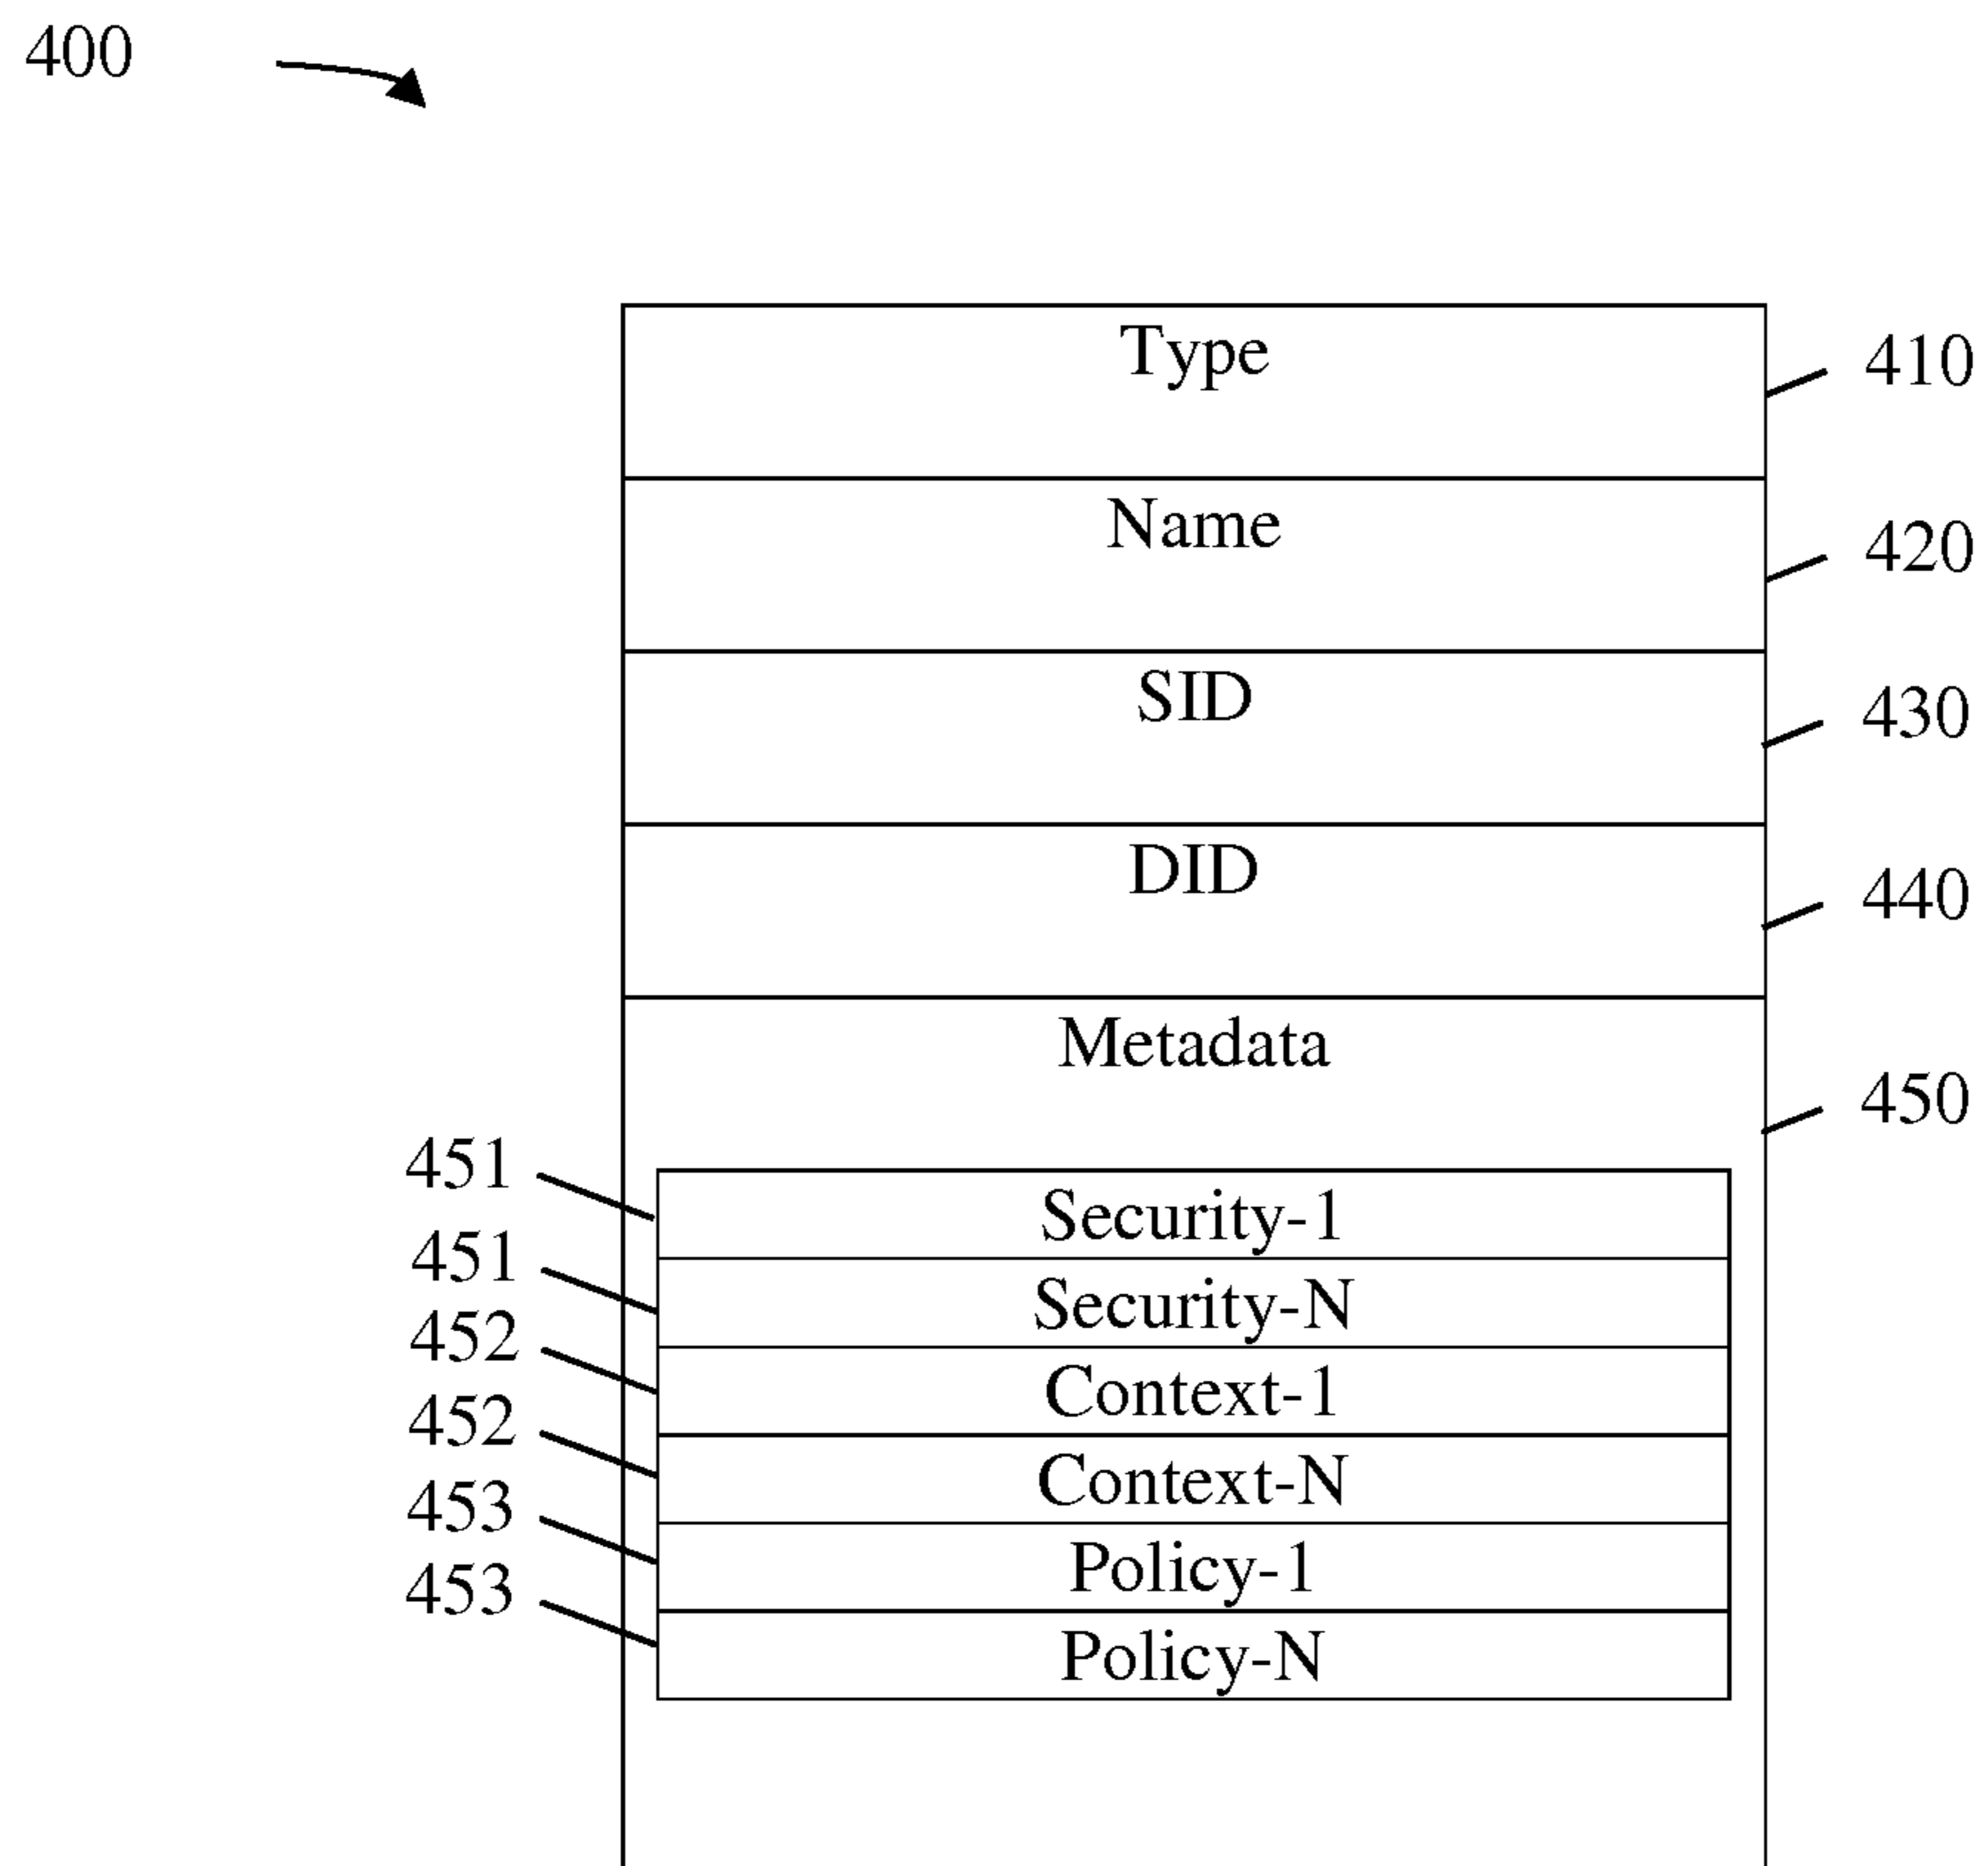 400
Type
410
Name
420
SID
430
DID
440
Metadata
450
451
Security-1
451
Security-N
452
Context-1
452
Context-N
453
Policy-1
453
Policy-N